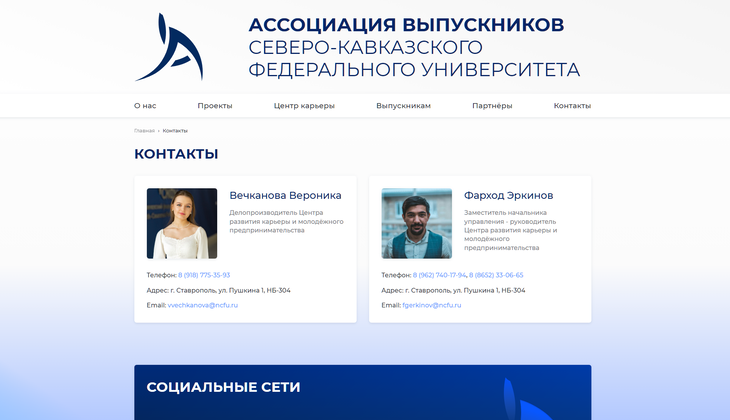 АССОЦИАЦИЯ ВЫПУСКНИКОВ
СЕВЕРО-КАВКАЗСКОГО
ФЕДЕРАЛЬНОГО УНИВЕРСИТЕТА
О нас Проекты Центр карьеры Выпускникам Партнёры Контакты
Главная • Контакты
КОНТАКТЫ
Вечканова Вероника
Делопроизводитель Центра
развития карьеры и молодёжного
предпринимательства
Телефон: 8 (918) 775-35-93
Адрес: г. Ставрополь, ул. Пушкина 1, НБ-304
Email: vvechkanova@ncfu.ru
Фарход Эркинов
Заместитель начальника
управления - руководитель
Центра развития карьеры и
молодёжного
предпринимательства
Телефон: 8 (962) 740-17-94, 8 (8652) 33-06-65
Адрес: г. Ставрополь, ул. Пушкина 1, НБ-304
Email: fgerkinov@ncfu.ru
СОЦИАЛЬНЫЕ СЕТИ